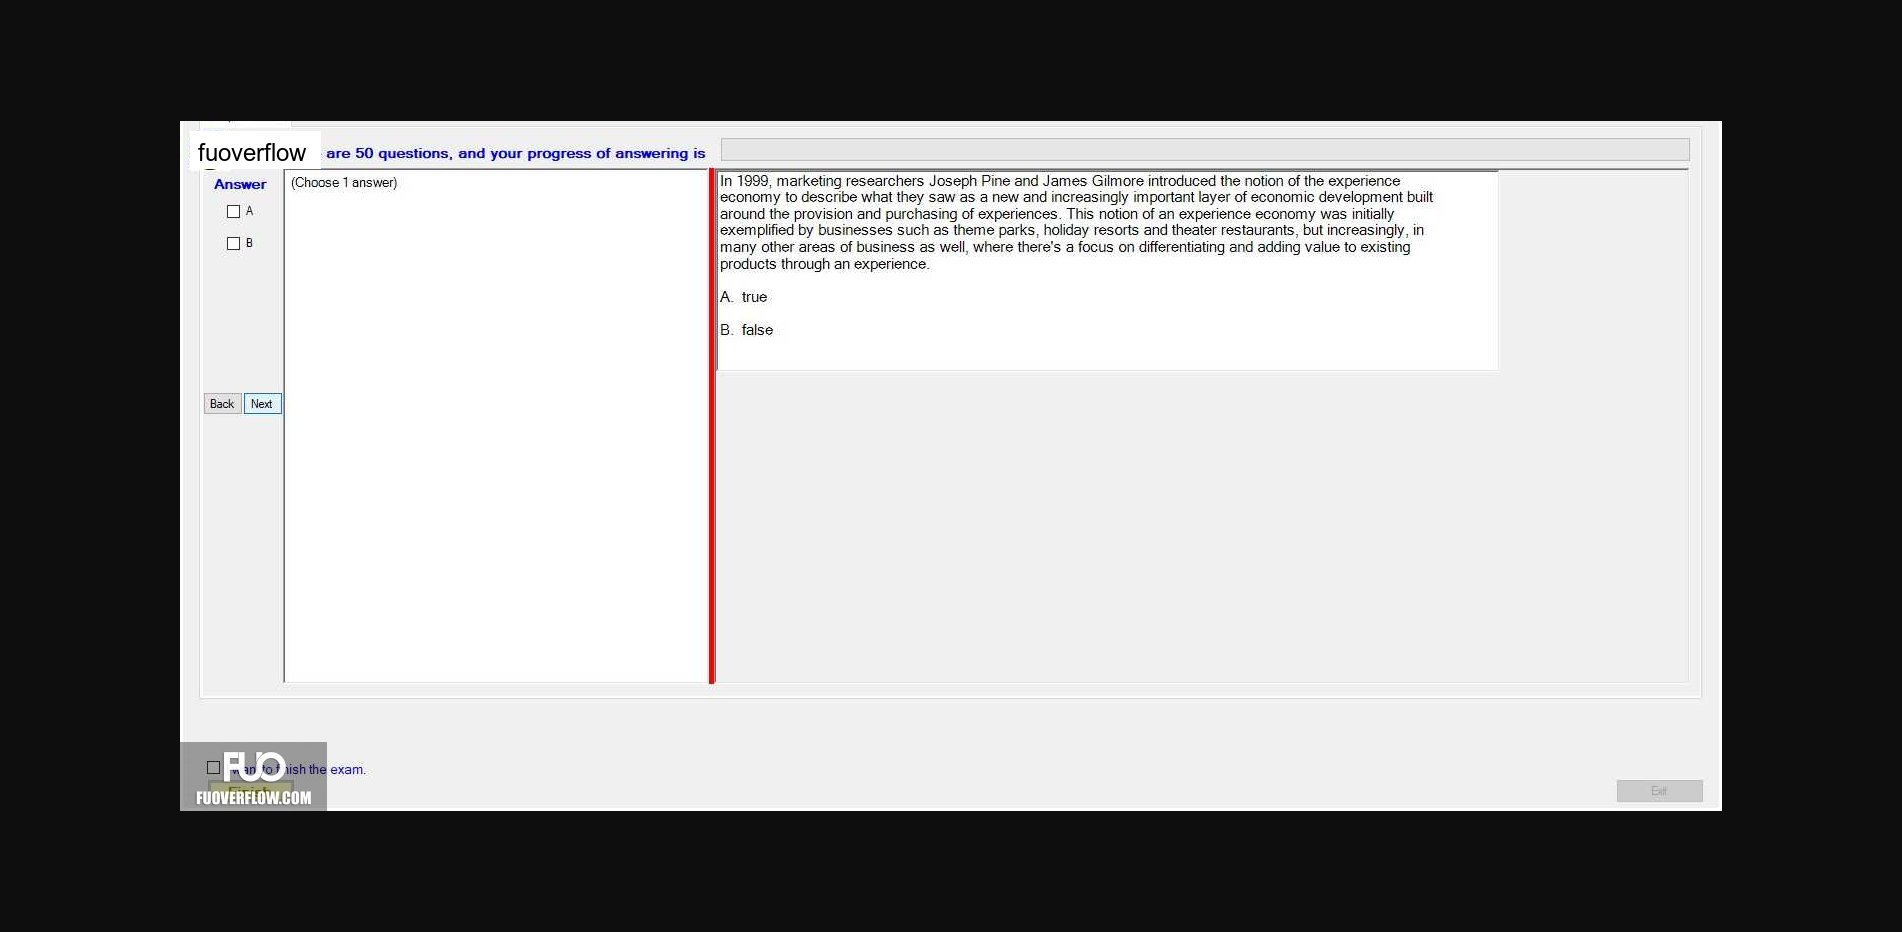 fuoverflow are 50 questions, and your progress of answering is
Answer
(Choose 1 answer)
A
B
Back Next
In 1999, marketing researchers Joseph Pine and James Gilmore introduced the notion of the experience
economy to describe what they saw as a new and increasingly important layer of economic development built
around the provision and purchasing of experiences. This notion of an experience economy was initially
exemplified by businesses such as theme parks, holiday resorts and theater restaurants, but increasingly, in
many other areas of business as well, where there's a focus on differentiating and adding value to existing
products through an experience.
A. true
B. false
FUO
want to finish the exam.
Finish
FUOVERFLOW.COM
Exit